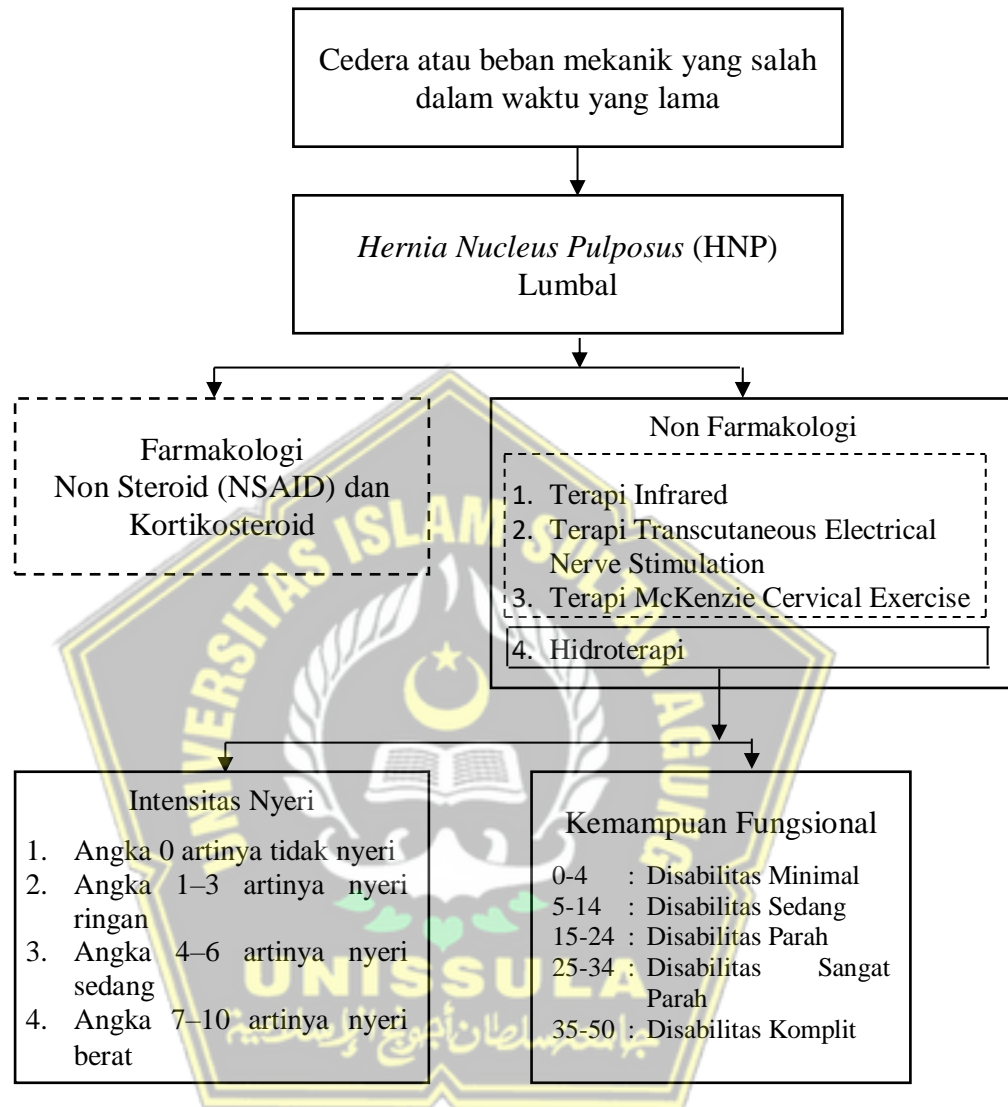 Cedera atau beban mekanik yang salah
dalam waktu yang lama
Hernia Nucleus Pulposus (HNP)
Lumbal
Farmakologi
Non Steroid (NSAID) dan
Kortikosteroid
Non Farmakologi
1. Terapi Infrared
2. Terapi Transcutaneous Electrical
Nerve Stimulation
3. Terapi McKenzie Cervical Exercise
4. Hidroterapi
Intensitas Nyeri
1. Angka 0 artinya tidak nyeri
2. Angka 1–3 artinya nyeri
ringan
3. Angka 4–6 artinya nyeri
sedang
4. Angka 7–10 artinya nyeri
berat
Kemampuan Fungsional
0-4 : Disabilitas Minimal
5-14 : Disabilitas Sedang
15-24 : Disabilitas Parah
25-34 : Disabilitas Sangat
Parah
35-50 : Disabilitas Komplit
UNIVERSITAS ISLAM SULTAN AGUNG
UNISSULA
جامعة سلطان أجونج الإسلامية